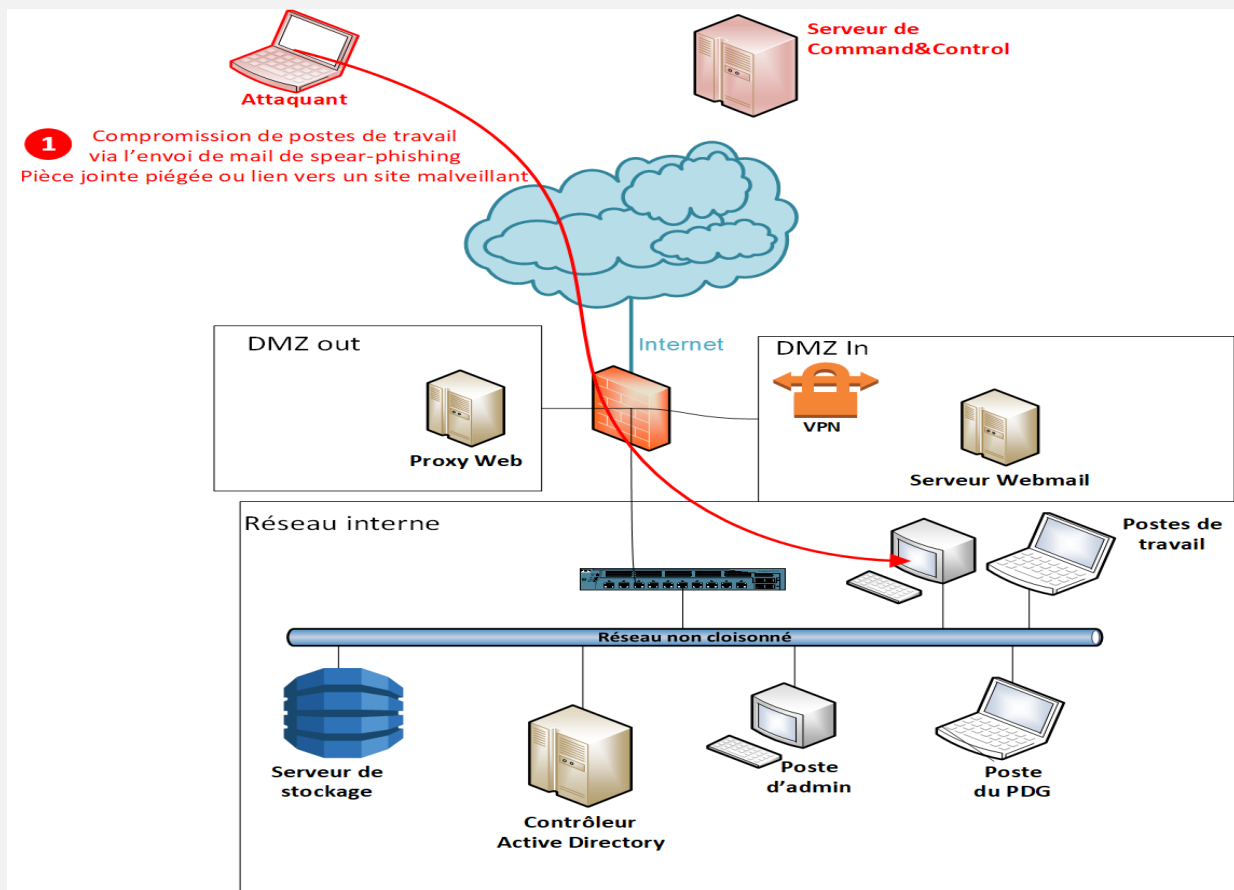 Serveur de
Command&Control
Attaquant
1
Compromission de postes de travail
via l'envoi de mail de spear-phishing
Pièce jointe piégée ou lien vers un site malveillant
DMZ out
Internet
DMZ In
VPN
Proxy Web
Serveur Webmail
Réseau interne
Postes de
travail
Réseau non cloisonné
Serveur de
stockage
Contrôleur
Active Directory
Poste
d'admin
Poste
du PDG